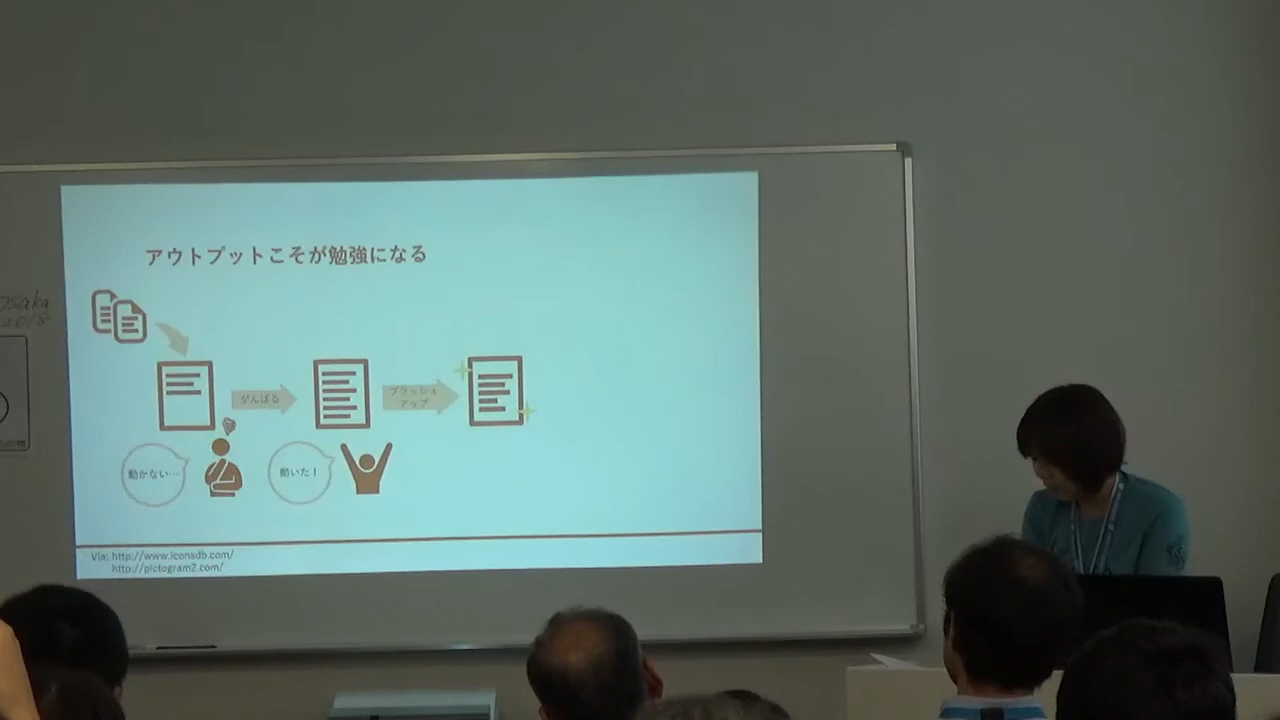 アウトプットこそが勉強になる
がんばる
ブラッシュ
アップ
動かない…
動いた！
Via: http://www.iconsdb.com/
http://pictogram2.com/
osaka
2018